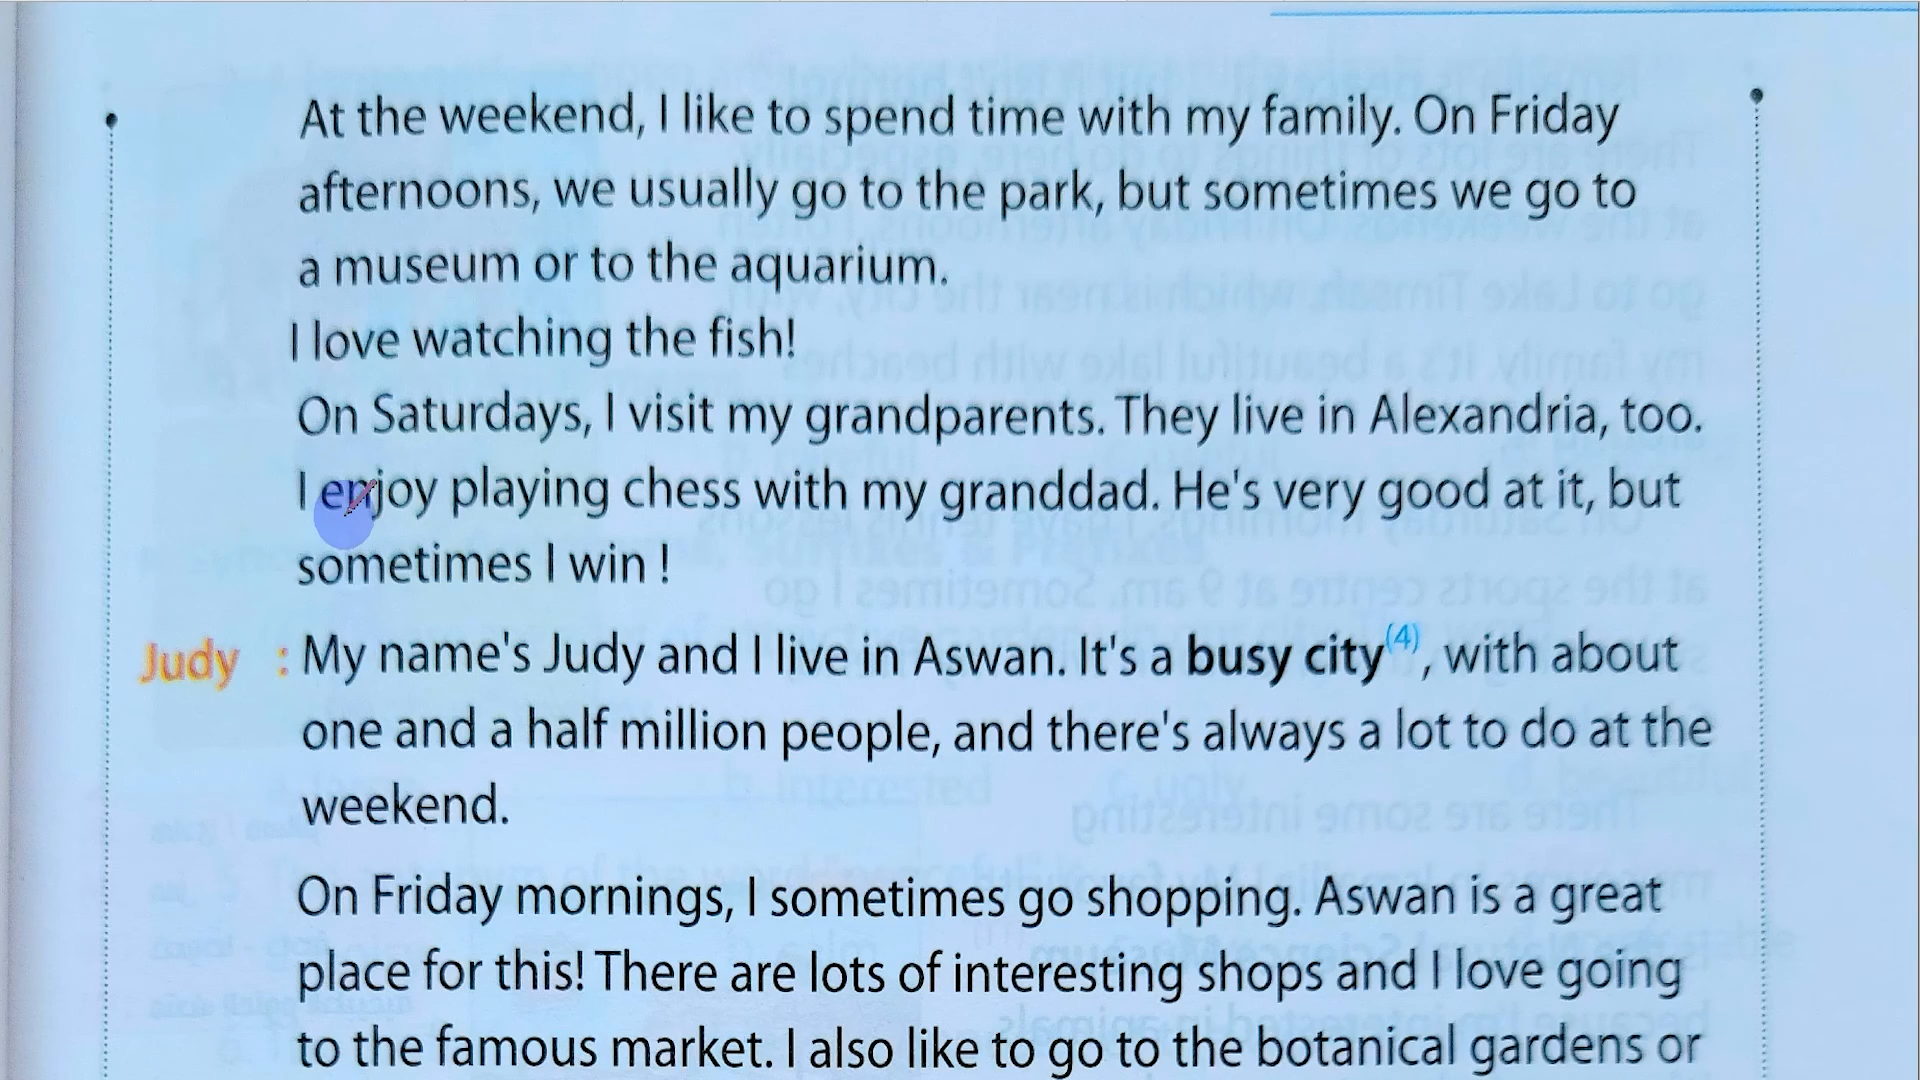 At the weekend, I like to spend time with my family. On Friday
afternoons, we usually go to the park, but sometimes we go to
a museum or to the aquarium.
I love watching the fish!
On Saturdays, I visit my grandparents. They live in Alexandria, too.
I enjoy playing chess with my granddad. He's very good at it, but
sometimes I win !
Judy : My name's Judy and I live in Aswan. It's a busy city(4), with about
one and a half million people, and there's always a lot to do at the
weekend.
On Friday mornings, I sometimes go shopping. Aswan is a great
place for this! There are lots of interesting shops and I love going
to the famous market. I also like to go to the botanical gardens or